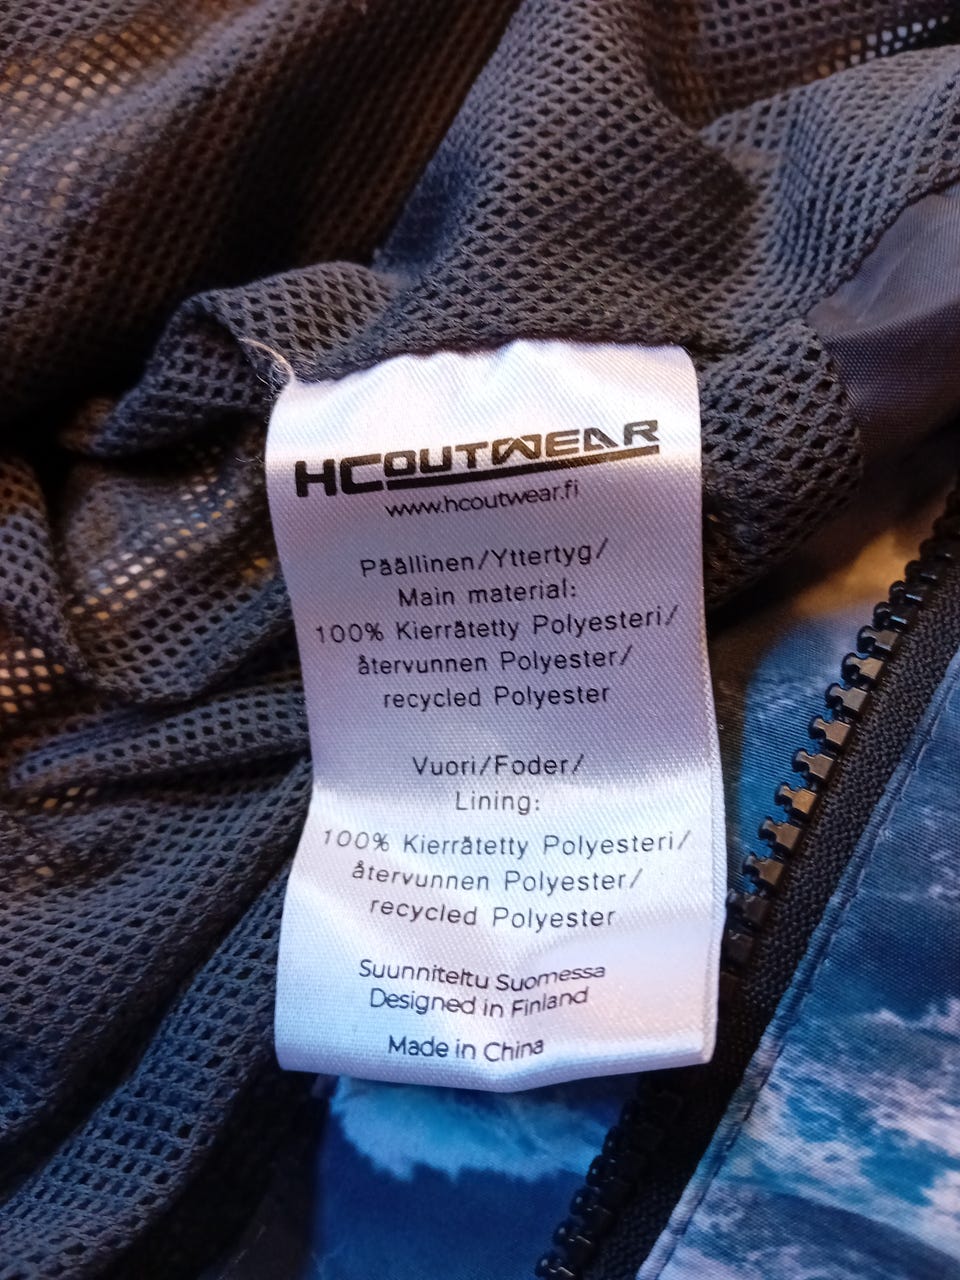 HCOUTWEAR
www.hcoutwear.fi
Päällinen/Yttertyg/
Main material:
100% Kierrätetty Polyesteri/
återvunnen Polyester/
recycled Polyester
Vuori/Foder/
Lining:
100% Kierrätetty Polyesteri/
återvunnen Polyester/
recycled Polyester
Suunniteltu Suomessa
Designed in Finland
Made in China